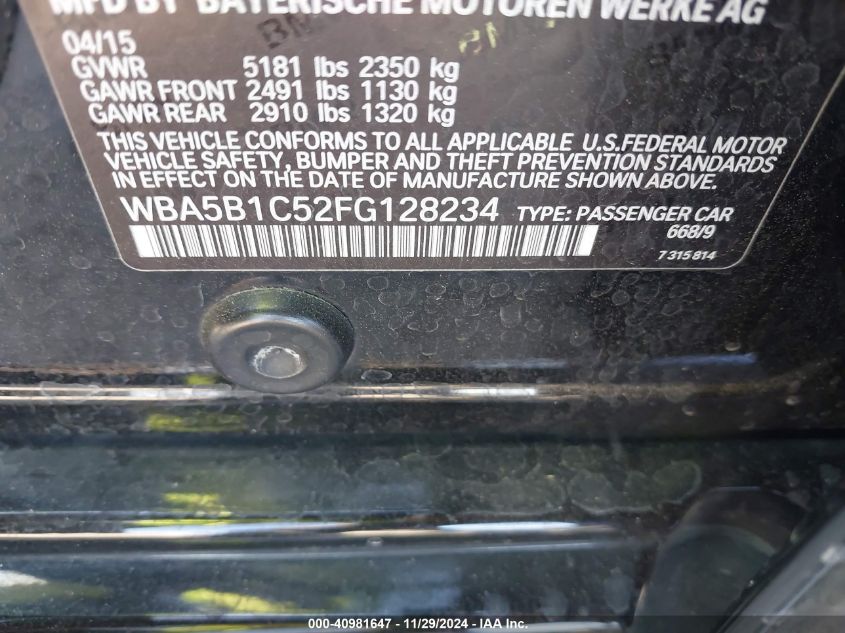 MFD BY BAYERISCHE MOTOREN WERKE AG
04/15
GVWR 5181 lbs 2350 kg
GAWR FRONT 2491 lbs 1130 kg
GAWR REAR 2910 lbs 1320 kg
THIS VEHICLE CONFORMS TO ALL APPLICABLE U.S.FEDERAL MOTOR
VEHICLE SAFETY, BUMPER AND THEFT PREVENTION STANDARDS
IN EFFECT ON THE DATE OF MANUFACTURE SHOWN ABOVE.
WBA5B1C52FG128234 TYPE: PASSENGER CAR
668/9
7 315 814
000-40981647 - 11/29/2024 - IAA Inc.